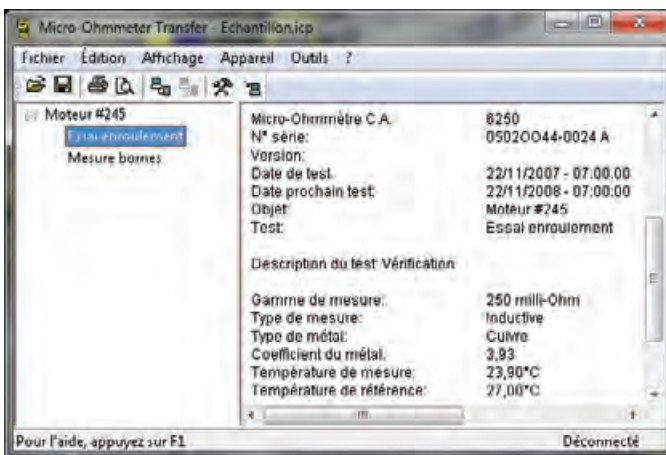 Micro-Ohmmeter Transfer - Echantillon.icp
Fichier Édition Affichage Appareil Outils ?
Moteur #245
Essai enroulement
Mesure bornes
Micro-Ohmmètre C.A. 6250
N° série: 05020044-0024 A
Version:
Date de test. 22/11/2007 - 07:00:00
Date prochain test: 22/11/2008 - 07:00:00
Objet: Moteur #245
Test: Essai enroulement
Description du test: Vérification
Gamme de mesure: 250 milli-Ohm
Type de mesure: Inductive
Type de métal: Cuivre
Coefficient du métal. 3,93
Température de mesure: 23,90°C
Température de référence: 27,00°C
Pour l'aide, appuyez sur F1
Déconnecté